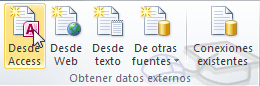 Desde Access
Desde Web
Desde texto
De otras fuentes
Conexiones existentes
Obtener datos externos